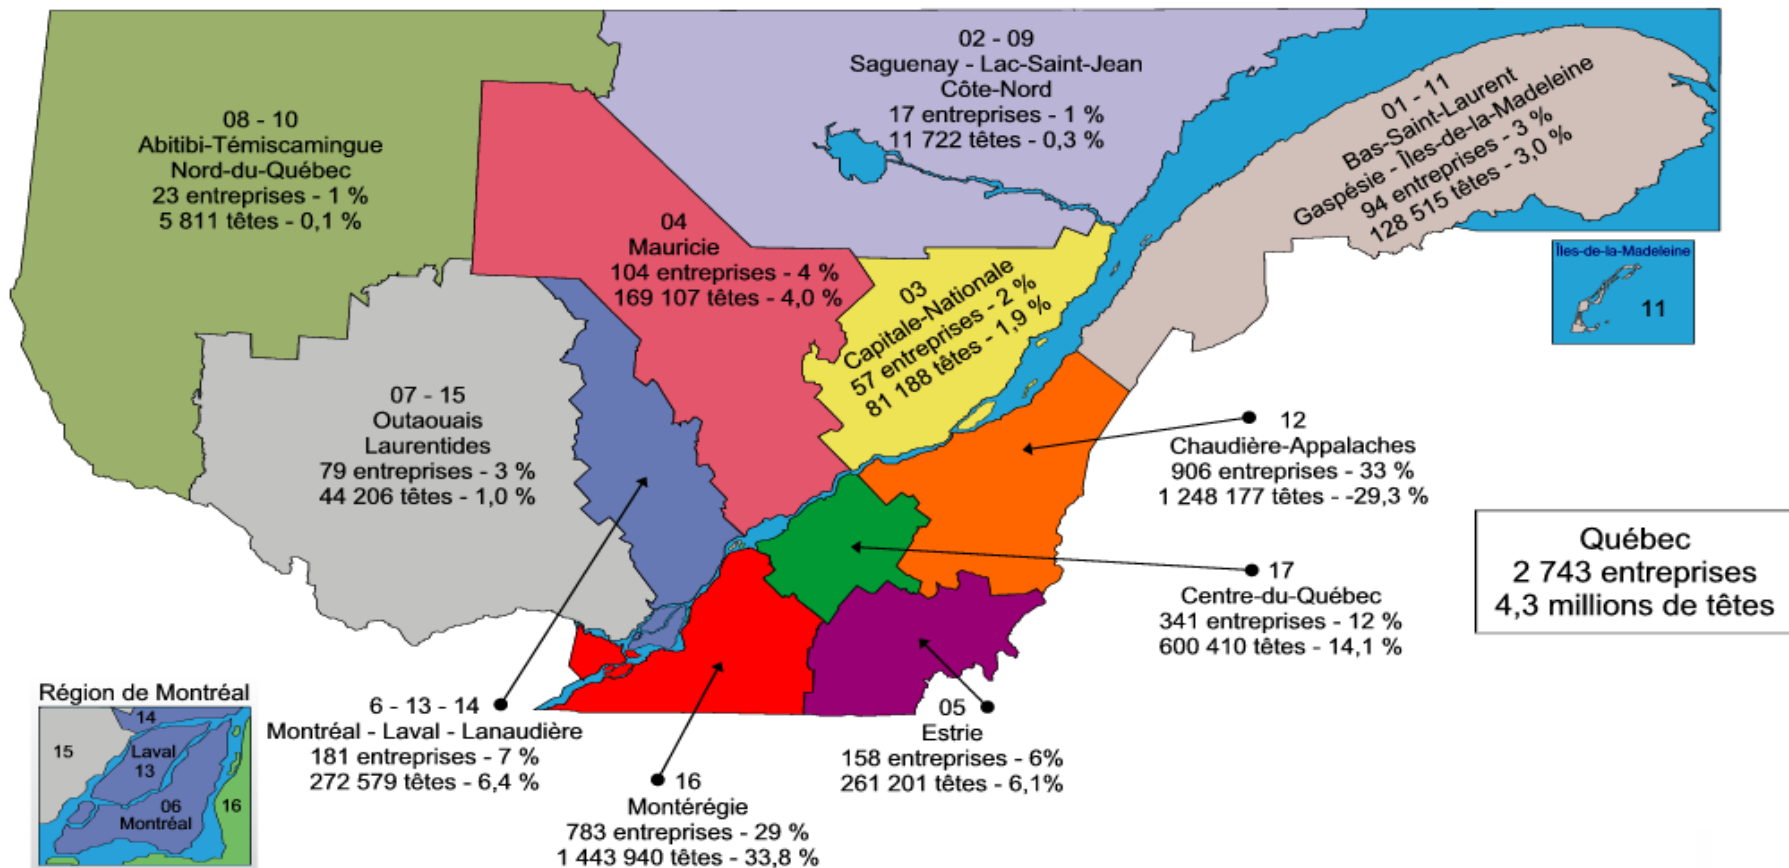 02 - 09
Saguenay - Lac-Saint-Jean
Côte-Nord
17 entreprises - 1 %
11 722 têtes - 0,3 %
01 - 11
Bas-Saint-Laurent
Gaspésie - Îles-de-la-Madeleine
94 entreprises - 3 %
128 515 têtes - 3,0 %
08 - 10
Abitibi-Témiscamingue
Nord-du-Québec
23 entreprises - 1 %
5 811 têtes - 0,1 %
04
Mauricie
104 entreprises - 4 %
169 107 têtes - 4,0 %
03
Capitale-Nationale
57 entreprises - 2 %
81 188 têtes - 1,9 %
Îles-de-la-Madeleine
11
07 - 15
Outaouais
Laurentides
79 entreprises - 3 %
44 206 têtes - 1,0 %
12
Chaudière-Appalaches
906 entreprises - 33 %
1 248 177 têtes - -29,3 %
Québec
2 743 entreprises
4,3 millions de têtes
17
Centre-du-Québec
341 entreprises - 12 %
600 410 têtes - 14,1 %
Région de Montréal
14
15
Laval
13
06
Montréal
16
6 - 13 - 14
Montréal - Laval - Lanaudière
181 entreprises - 7 %
272 579 têtes - 6,4 %
16
Montérégie
783 entreprises - 29 %
1 443 940 têtes - 33,8 %
05
Estrie
158 entreprises - 6%
261 201 têtes - 6,1%